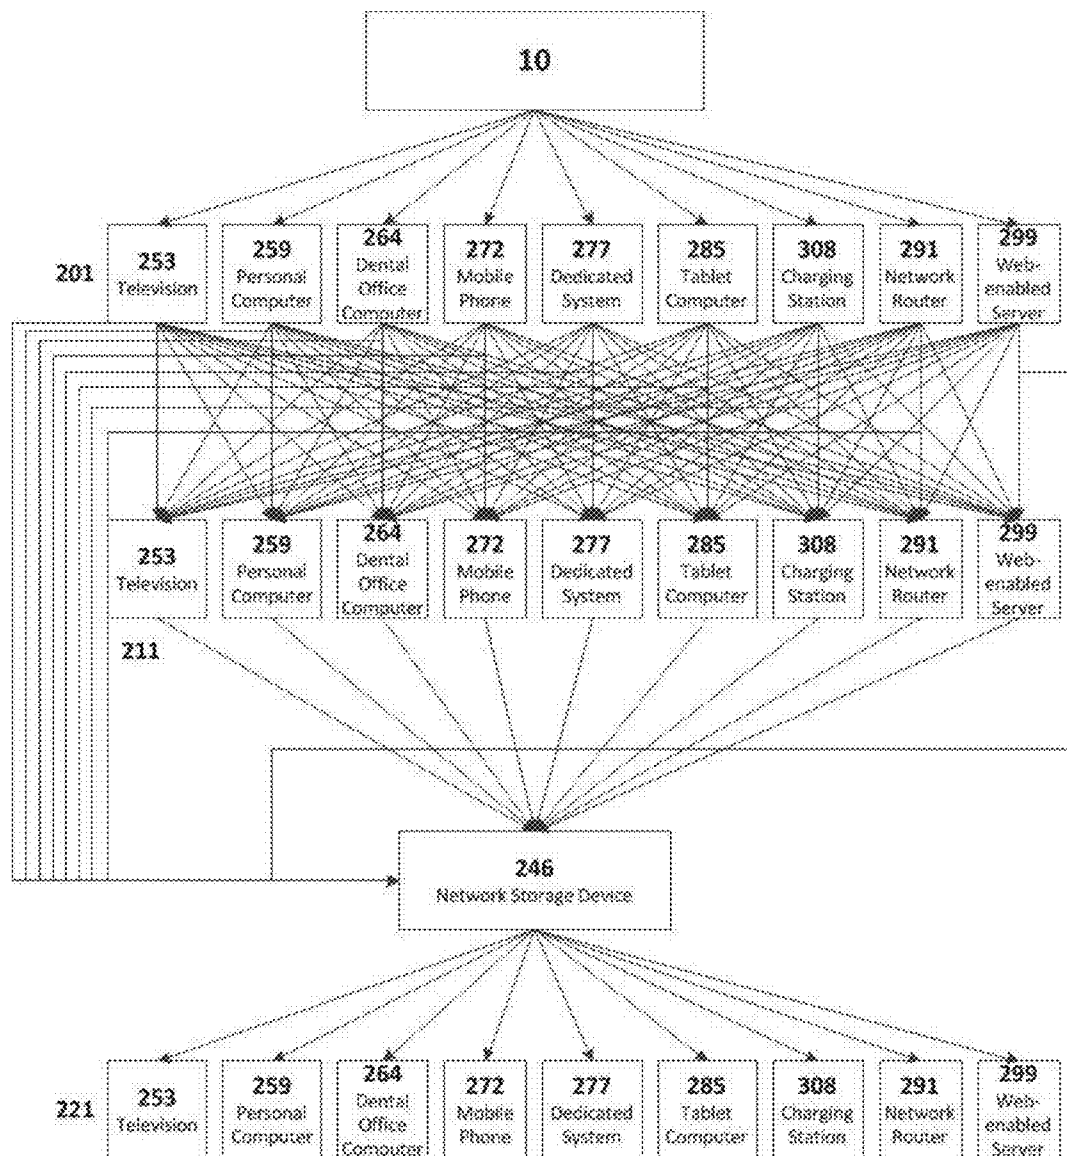 10
201
253
Television
259
Personal
Computer
264
Dental
Office
Computer
272
Mobile
Phone
277
Dedicated
System
285
Tablet
Computer
308
Charging
Station
291
Network
Router
299
Web-
enabled
Server
253
Television
259
Personal
Computer
264
Dental
Office
Computer
272
Mobile
Phone
277
Dedicated
System
285
Tablet
Computer
308
Charging
Station
291
Network
Router
299
Web-
enabled
Server
211
246
Network Storage Device
221
253
Television
259
Personal
Computer
264
Dental
Office
Computer
272
Mobile
Phone
277
Dedicated
System
285
Tablet
Computer
308
Charging
Station
291
Network
Router
299
Web-
enabled
Server